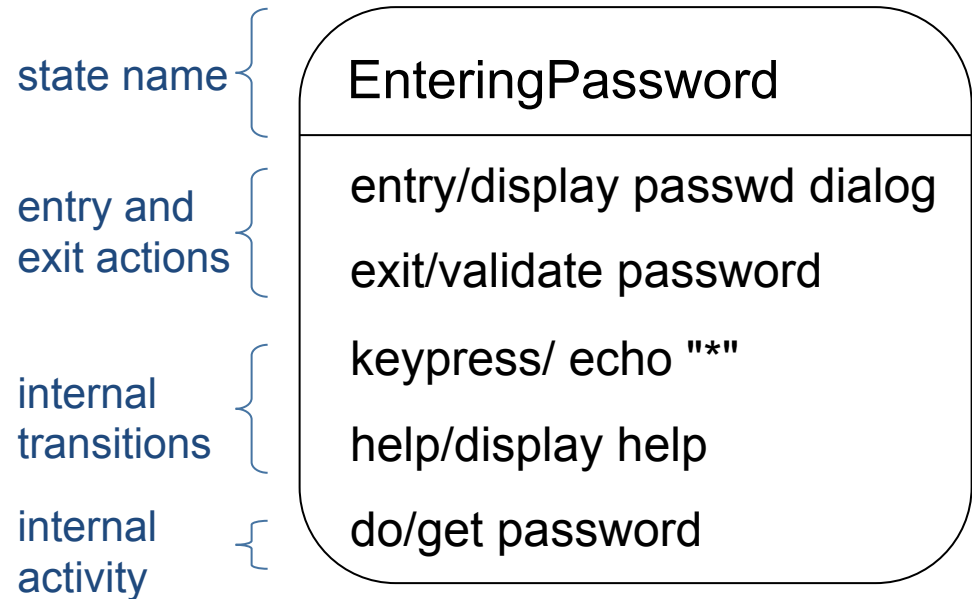 state name
EnteringPassword
entry and
exit actions
entry/display passwd dialog
exit/validate password
internal
transitions
keypress/ echo "*"
help/display help
internal
activity
do/get password